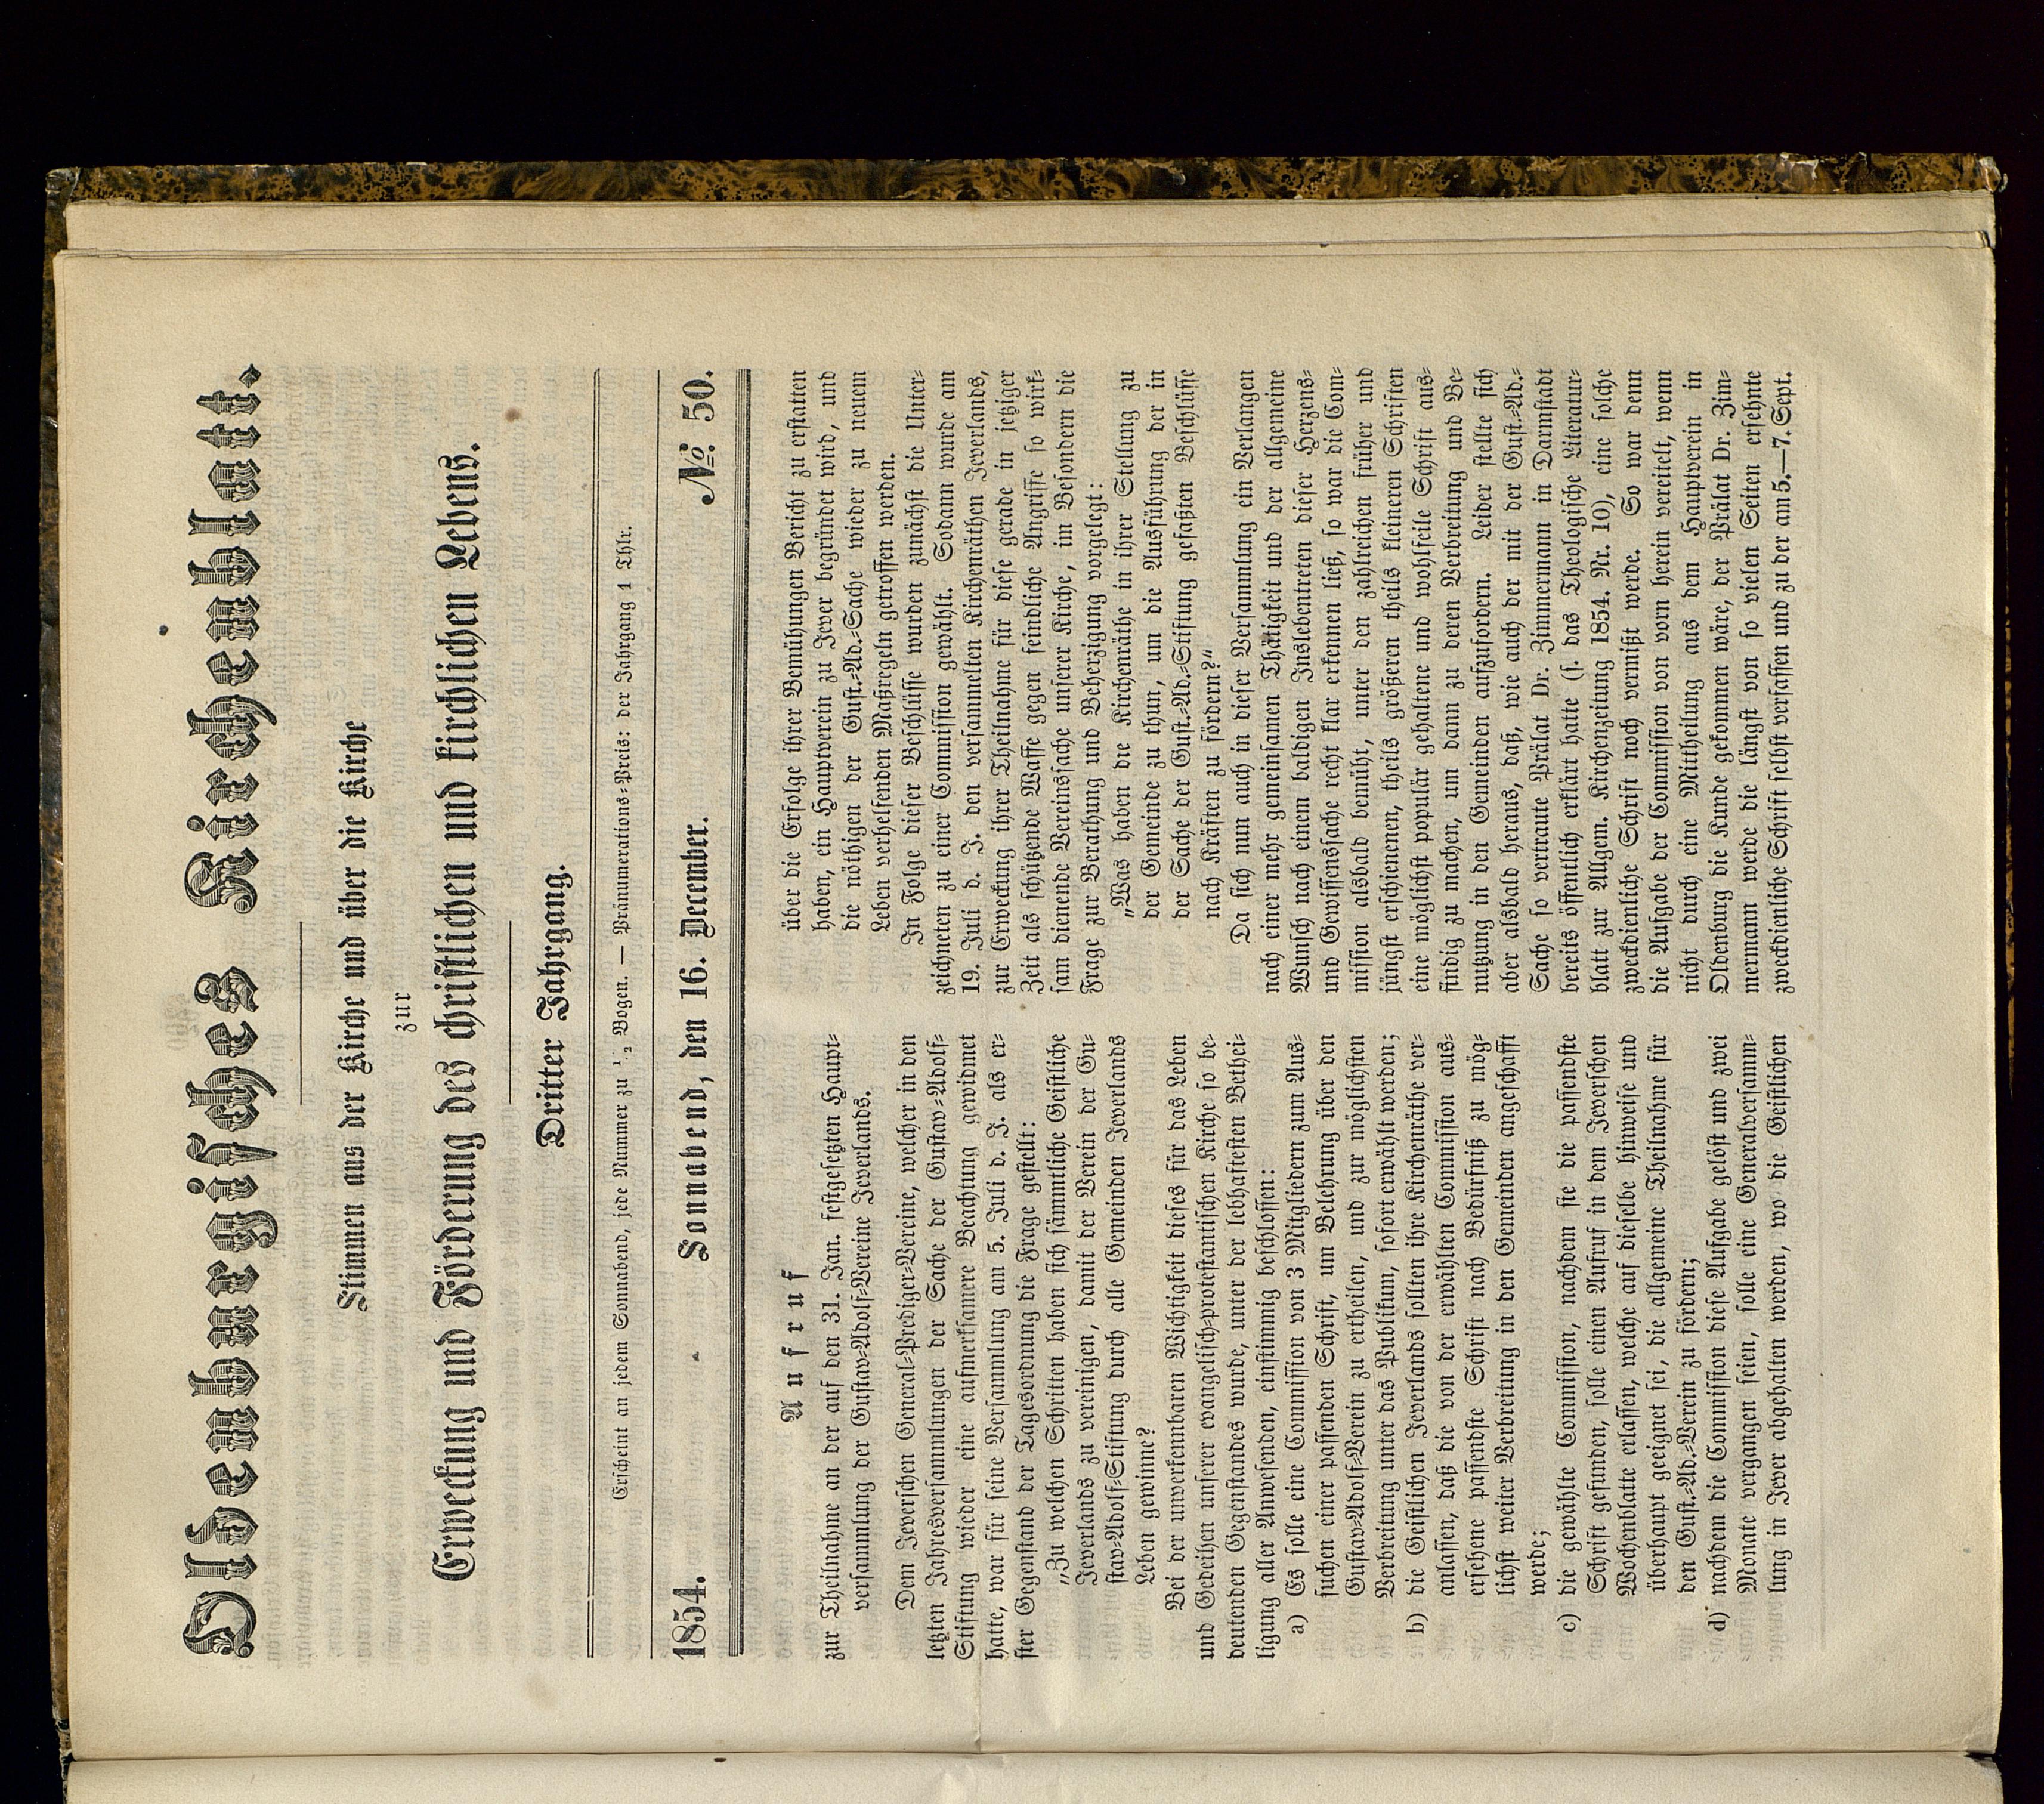 Oldenburgisches Kirchenblatt.
Stimmen aus der Kirche und über die Kirche
zur
Erweckung und Förderung des christlichen und kirchlichen Lebens.
Dritter Jahrgang.
Erscheint an jedem Sonnabend, jede Nummer zu 1/2 Bogen. — Pränumerations-Preis: der Jahrgang 1 Thlr.
1854. Sonnabend, den 16. December. No. 50.
Aufruf
zur Theilnahme an der auf den 31. Jan. festgesetzten Haupt-
versammlung der Gustav-Adolf-Vereine Jeverlands.
Dem Jeverschen General-Prediger-Vereine, welcher in den
letzten Jahresversammlungen der Sache der Gustav-Adolf-
Stiftung wieder eine aufmerksamere Beachtung gewidmet
hatte, war für seine Versammlung am 5. Juli d. J. als er-
ster Gegenstand der Tagesordnung die Frage gestellt:
„Zu welchen Schritten haben sich sämmtliche Geistliche
Jeverlands zu vereinigen, damit der Verein der Gu-
stav-Adolf-Stiftung durch alle Gemeinden Jeverlands
Leben gewinne?
Bei der unverkennbaren Wichtigkeit dieses für das Leben
und Gedeihen unserer evangelisch-protestantischen Kirche so be-
deutenden Gegenstandes wurde, unter der lebhaftesten Bethei-
ligung aller Anwesenden, einstimmig beschlossen:
a) Es solle eine Commission von 3 Mitgliedern zum Aus-
suchen einer passenden Schrift, um Belehrung über den
Gustav-Adolf-Verein zu ertheilen, und zur möglichsten
Verbreitung unter das Publikum, sofort erwählt werden;
b) die Geistlichen Jeverlands sollten ihre Kirchenräthe ver-
anlassen, daß die von der erwählten Commission aus-
ersehene passendste Schrift nach Bedürfniß zu mög-
lichst weiter Verbreitung in den Gemeinden angeschafft
werde;
c) die gewählte Commission, nachdem sie die passendste
Schrift gefunden, solle einen Aufruf in dem Jeverschen
Wochenblatte erlassen, welche auf dieselbe hinweise und
überhaupt geeignet sei, die allgemeine Theilnahme für
den Gust.-Ad.-Verein zu fördern;
d) nachdem die Commission diese Aufgabe gelöst und zwei
Monate vergangen seien, solle eine Generalversamm-
lung in Jever abgehalten werden, wo die Geistlichen
über die Erfolge ihrer Bemühungen Bericht zu erstatten
haben, ein Hauptverein zu Jever begründet wird, und
die nöthigen der Gust.-Ad.-Sache wieder zu neuem
Leben verhelfenden Maßregeln getroffen werden.
In Folge dieser Beschlüsse wurden zunächst die Unter-
zeichneten zu einer Commission gewählt. Sodann wurde am
19. Juli d. J. den versammelten Kirchenräthen Jeverlands,
zur Erweckung ihrer Theilnahme für diese gerade in jetziger
Zeit als schützende Waffe gegen feindliche Angriffe so wirk-
sam dienende Vereinssache unserer Kirche, im Besondern die
Frage zur Berathung und Beherzigung vorgelegt:
„Was haben die Kirchenräthe in ihrer Stellung zu
der Gemeinde zu thun, um die Ausführung der in
der Sache der Gust.-Ad.-Stiftung gefaßten Beschlüsse
nach Kräften zu fördern?“
Da sich nun auch in dieser Versammlung ein Verlangen
nach einer mehr gemeinsamen Thätigkeit und der allgemeine
Wunsch nach einem baldigen Inslebentreten dieser Herzens-
und Gewissenssache recht klar erkennen ließ, so war die Com-
mission alsbald bemüht, unter den zahlreichen früher und
jüngst erschienenen, theils größeren theils kleineren Schriften
eine möglichst populär gehaltene und wohlfeile Schrift aus-
findig zu machen, um dann zu deren Verbreitung und Be-
nutzung in den Gemeinden aufzufordern. Leider stellte sich
aber alsbald heraus, daß, wie auch der mit der Gust.-Ad.-
Sache so vertraute Prälat Dr. Zimmermann in Darmstadt
bereits öffentlich erklärt hatte (s. das Theologische Literatur-
blatt zur Allgem. Kirchenzeitung 1854. Nr. 10), eine solche
zweckdienliche Schrift noch vermißt werde. So war denn
die Aufgabe der Commission von vorn herein vereitelt, wenn
nicht durch eine Mittheilung aus dem Hauptverein in
Oldenburg die Kunde gekommen wäre, der Prälat Dr. Zim-
mermann werde die längst von so vielen Seiten ersehnte
zweckdienliche Schrift selbst verfassen und zu der am 5.—7. Sept.